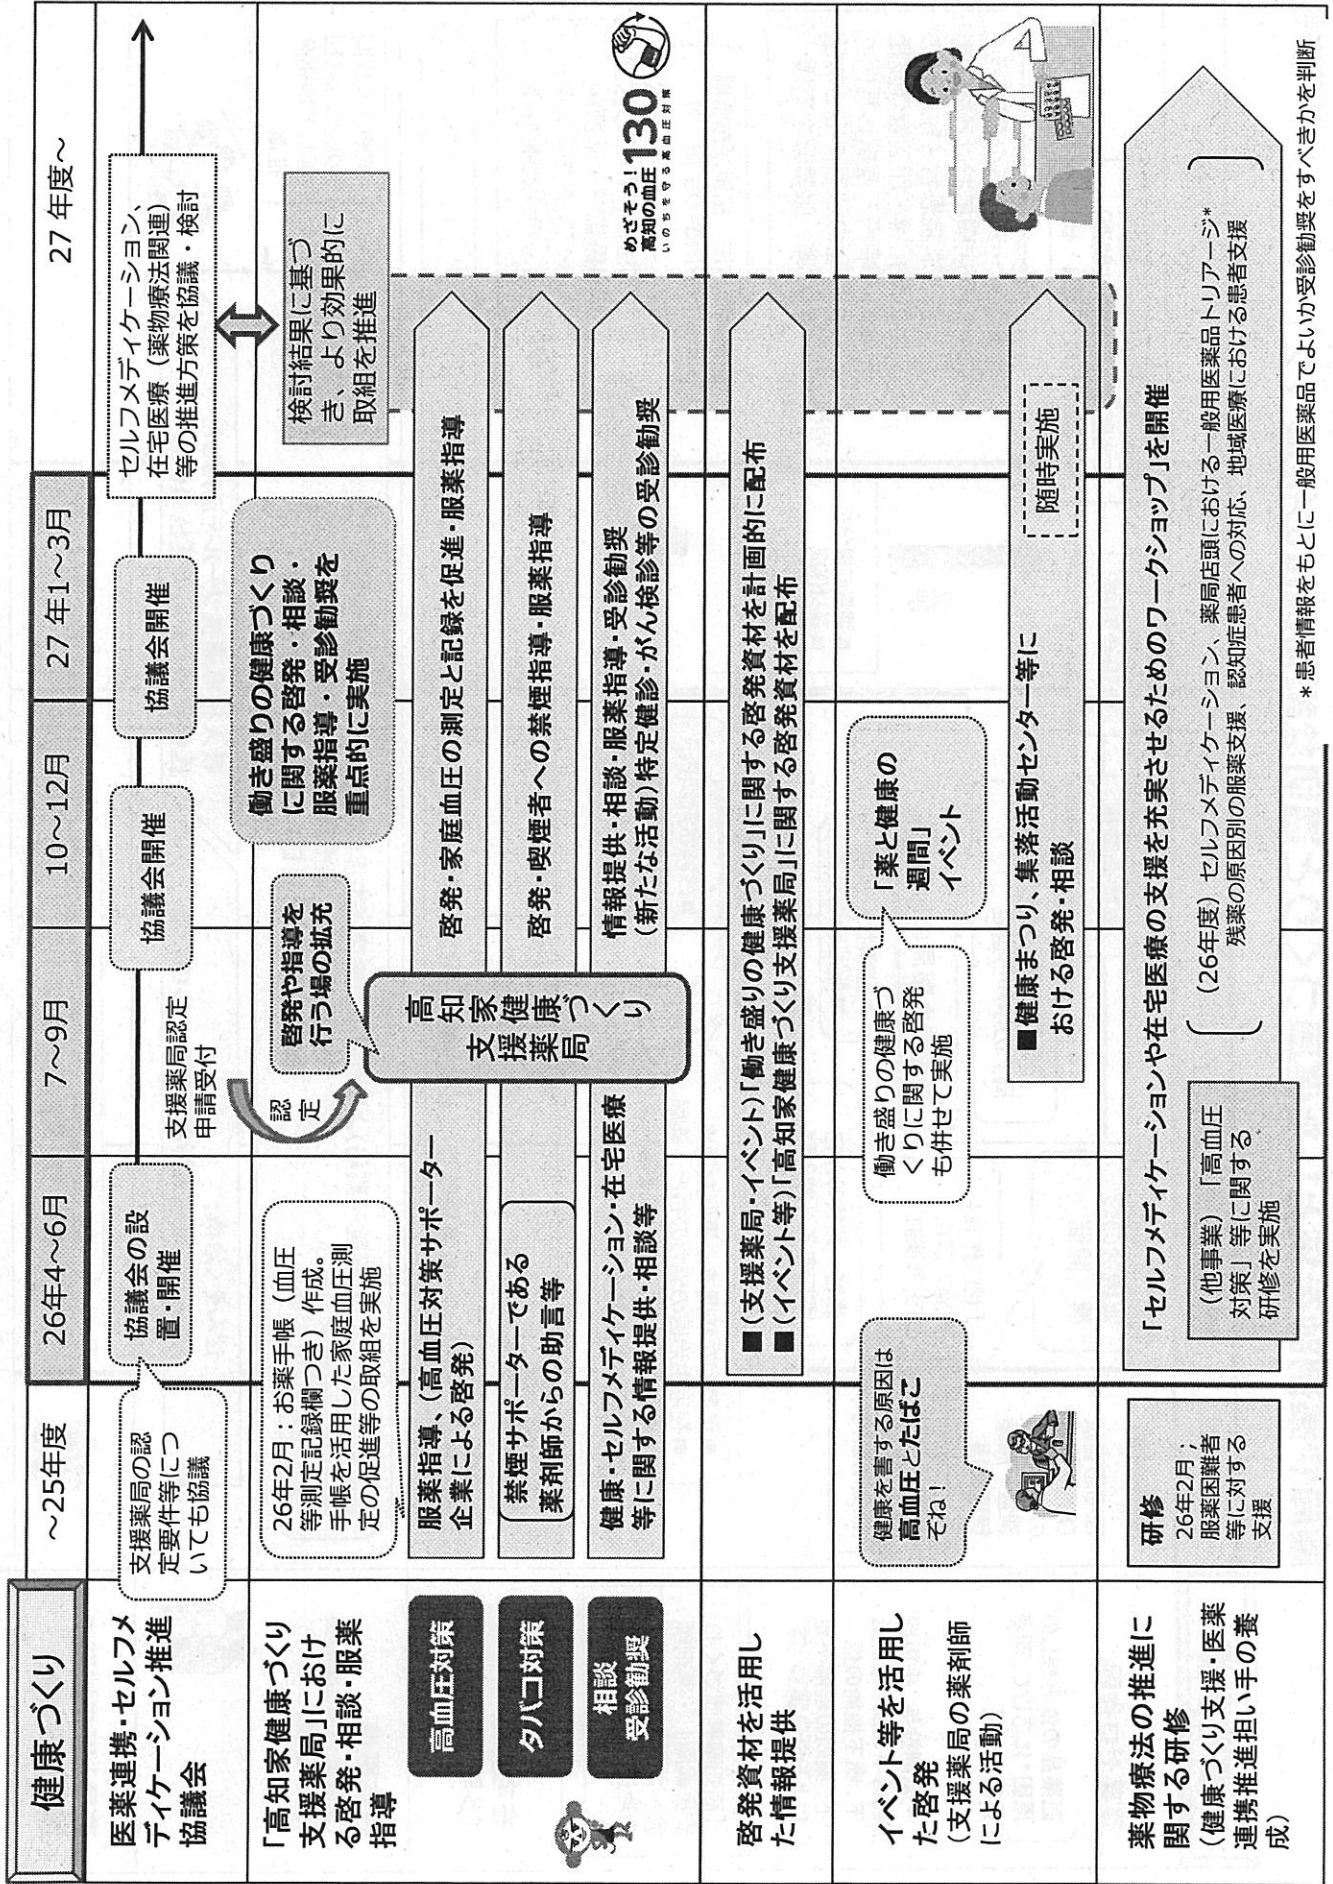 健康づくり
～25年度
26年4～6月
7～9月
10～12月
27年1～3月
27年度～
医薬連携・セルフメ
ディケーション推進
協議会
支援薬局の認
定要件等につ
いても協議
協議会の設
置・開催
支援薬局認定
申請受付
協議会開催
協議会開催
セルフメディケーション、
在宅医療（薬物療法関連）
等の推進方策を協議・検討
「高知家健康づくり
支援薬局」におけ
る啓発・相談・服薬
指導
26年2月：お薬手帳（血圧
等測定記録欄つき）作成。
手帳を活用した家庭血圧測
定の促進等の取組を実施
認定
啓発や指導を
行う場の拡充
働き盛りの健康づくり
に関する啓発・相談・
服薬指導・受診勧奨を
重点的に実施
検討結果に基づ
き、より効果的に
取組を推進
高血圧対策
服薬指導、（高血圧対策サポーター
企業による啓発）
高知家健康づくり
支援薬局
啓発・家庭血圧の測定と記録を促進・服薬指導
タバコ対策
禁煙サポーターである
薬剤師からの助言等
啓発・喫煙者への禁煙指導・服薬指導
相談
受診勧奨
健康・セルフメディケーション・在宅医療
等に関する情報提供・相談等
情報提供・相談・服薬指導・受診勧奨
（新たな活動）特定健診・がん検診等の受診勧奨
めざそう！
高知の血圧130
いのちを守る高血圧対策
啓発資材を活用し
た情報提供
■（支援薬局・イベント）「働き盛りの健康づくり」に関する啓発資材を計画的に配布
■（イベント等）「高知家健康づくり支援薬局」に関する啓発資材を配布
イベント等を活用し
た啓発
（支援薬局の薬剤師
による活動）
健康を害する原因は
高血圧とたばこ
ぞね！
働き盛りの健康づ
くりに関する啓発
も併せて実施
「薬と健康の
週間」
イベント
■健康まつり、集落活動センター等に
おける啓発・相談
随時実施
薬物療法の推進に
関する研修
（健康づくり支援・医薬
連携推進担い手の養
成）
研修
26年2月；
服薬困難者
等に対する
支援
「セルフメディケーションや在宅医療の支援を充実させるためのワークショップ」を開催
（他事業）「高血圧
対策」等に関する
研修を実施
（26年度）セルフメディケーション、薬局店頭における一般用医薬品トリアージ*
残薬の原因別の服薬支援、認知症患者への対応、地域医療における患者支援
*患者情報をもとに一般用医薬品でよいか受診勧奨をすべきかを判断